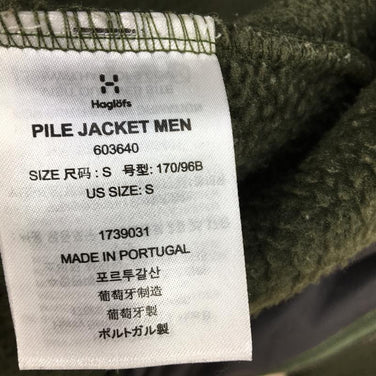 Haglöfs
PILE JACKET MEN
603640
SIZE 尺码 : S 号型: 170/96B
US SIZE: S
1739031
MADE IN PORTUGAL
포르투갈산
葡萄牙制造
葡萄牙製
ポルトガル製